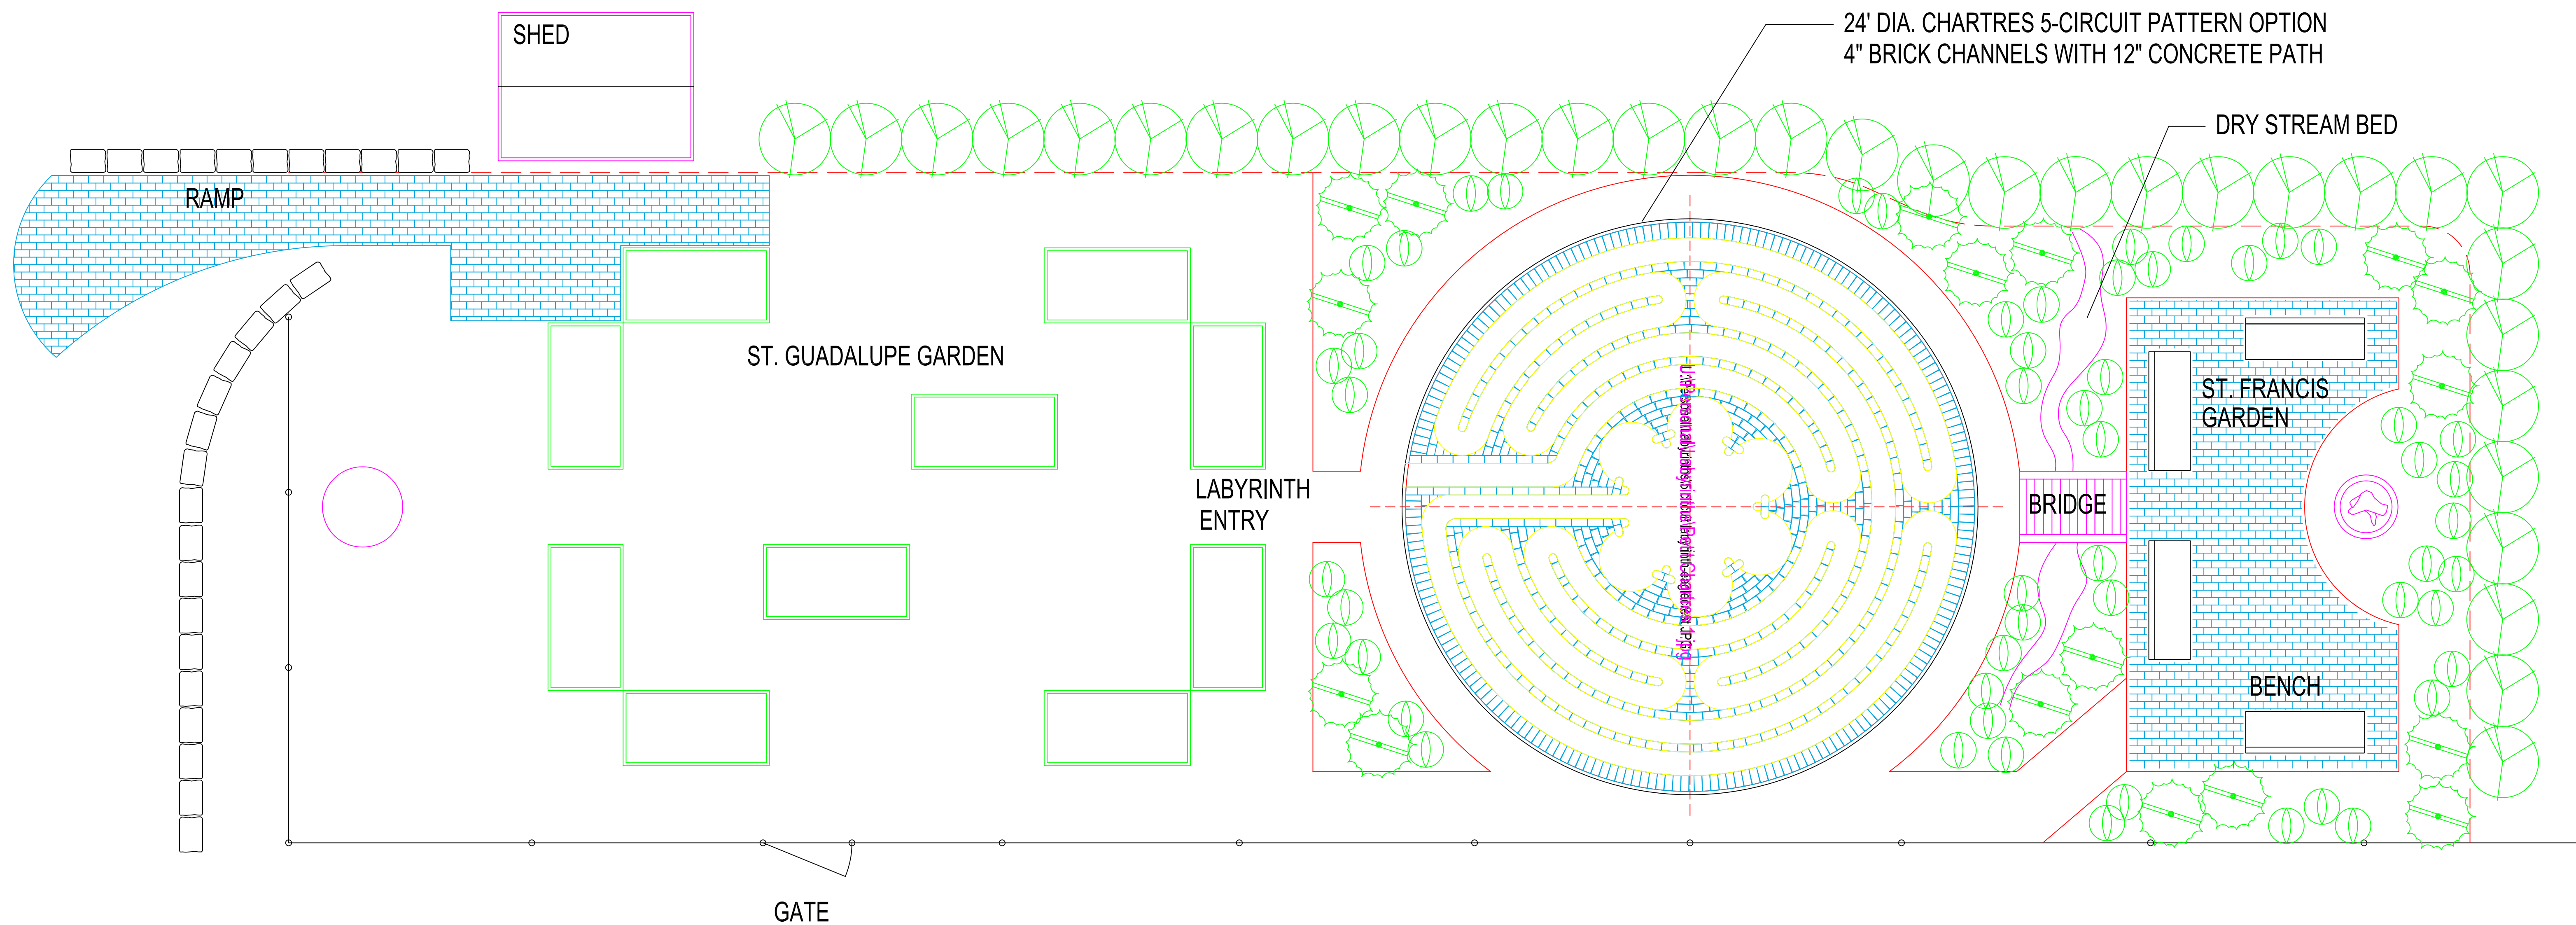 SHED
24' DIA. CHARTRES 5-CIRCUIT PATTERN OPTION
4" BRICK CHANNELS WITH 12" CONCRETE PATH
DRY STREAM BED
RAMP
ST. GUADALUPE GARDEN
ST. FRANCIS
GARDEN
LABYRINTH
ENTRY
BRIDGE
BENCH
GATE